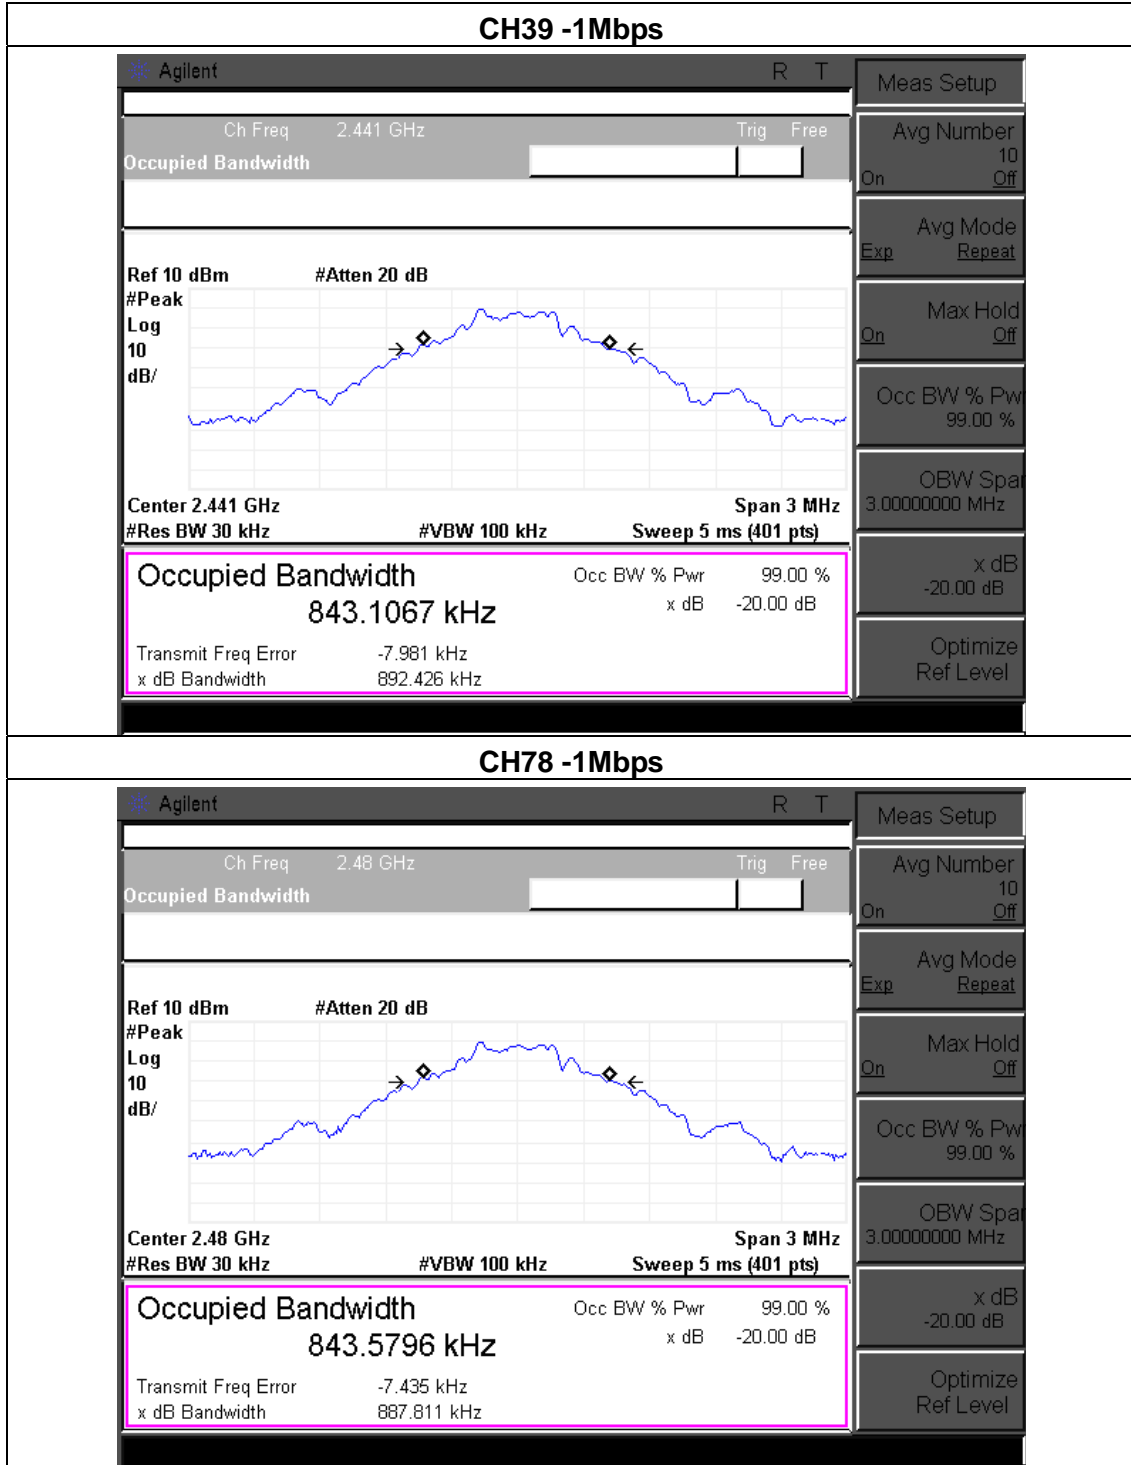 CH39 -1Mbps
Agilent R T
Meas Setup
Ch Freq 2.441 GHz Trig Free
Occupied Bandwidth
Avg Number
10
On Off
Avg Mode
Exp Repeat
Max Hold
On Off
Occ BW % Pwr
99.00 %
OBW Span
3.00000000 MHz
x dB
-20.00 dB
Optimize
Ref Level
Ref 10 dBm #Atten 20 dB
#Peak
Log
10
dB/
Center 2.441 GHz Span 3 MHz
#Res BW 30 kHz #VBW 100 kHz Sweep 5 ms (401 pts)
Occupied Bandwidth Occ BW % Pwr 99.00 %
843.1067 kHz x dB -20.00 dB
Transmit Freq Error -7.981 kHz
x dB Bandwidth 892.426 kHz
CH78 -1Mbps
Agilent R T
Meas Setup
Ch Freq 2.48 GHz Trig Free
Occupied Bandwidth
Avg Number
10
On Off
Avg Mode
Exp Repeat
Max Hold
On Off
Occ BW % Pwr
99.00 %
OBW Span
3.00000000 MHz
x dB
-20.00 dB
Optimize
Ref Level
Ref 10 dBm #Atten 20 dB
#Peak
Log
10
dB/
Center 2.48 GHz Span 3 MHz
#Res BW 30 kHz #VBW 100 kHz Sweep 5 ms (401 pts)
Occupied Bandwidth Occ BW % Pwr 99.00 %
843.5796 kHz x dB -20.00 dB
Transmit Freq Error -7.435 kHz
x dB Bandwidth 887.811 kHz